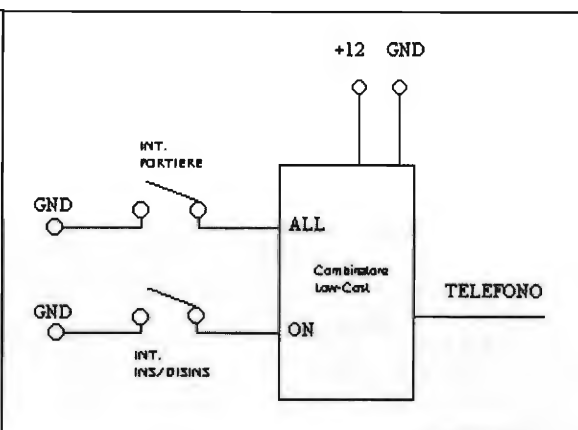 +12 GND
INT.
PORTIERE
GND
ALL
Combinatore
Low-Cost
TELEFONO
GND
ON
INT.
INS/DISINS